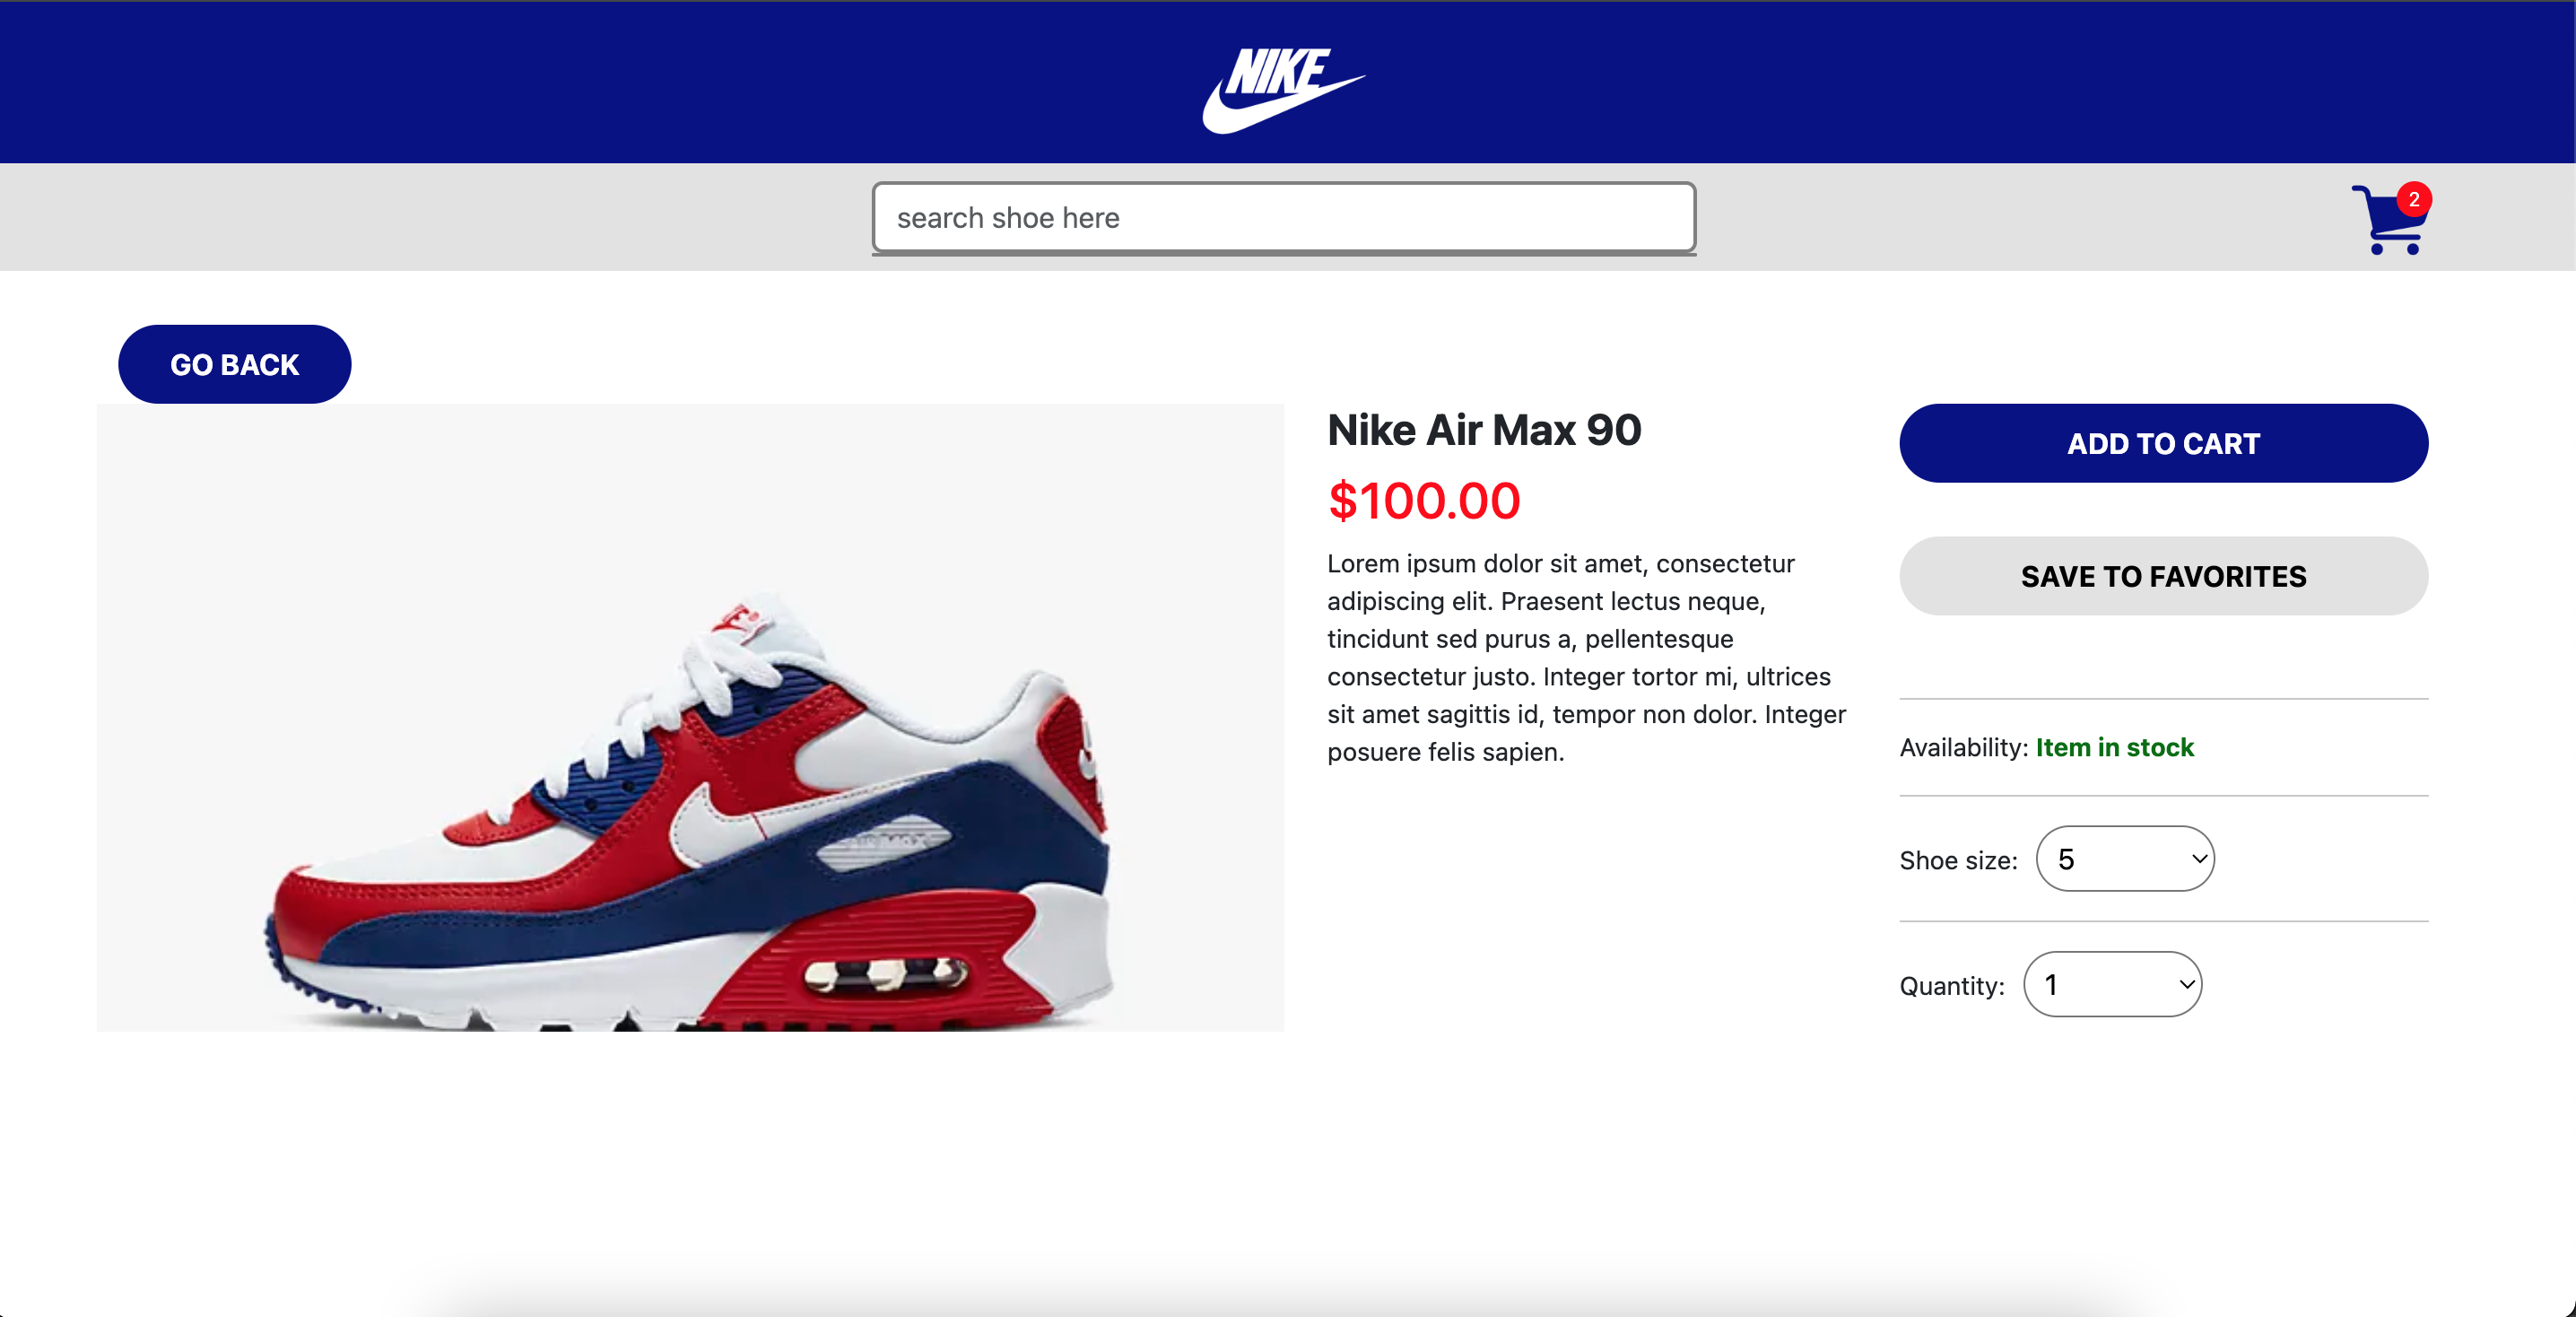 NIKE
search shoe here
2
GO BACK
Nike Air Max 90
$100.00
Lorem ipsum dolor sit amet, consectetur
adipiscing elit. Praesent lectus neque,
tincidunt sed purus a, pellentesque
consectetur justo. Integer tortor mi, ultrices
sit amet sagittis id, tempor non dolor. Integer
posuere felis sapien.
ADD TO CART
SAVE TO FAVORITES
Availability: Item in stock
Shoe size: 5
Quantity: 1
AIR MAX